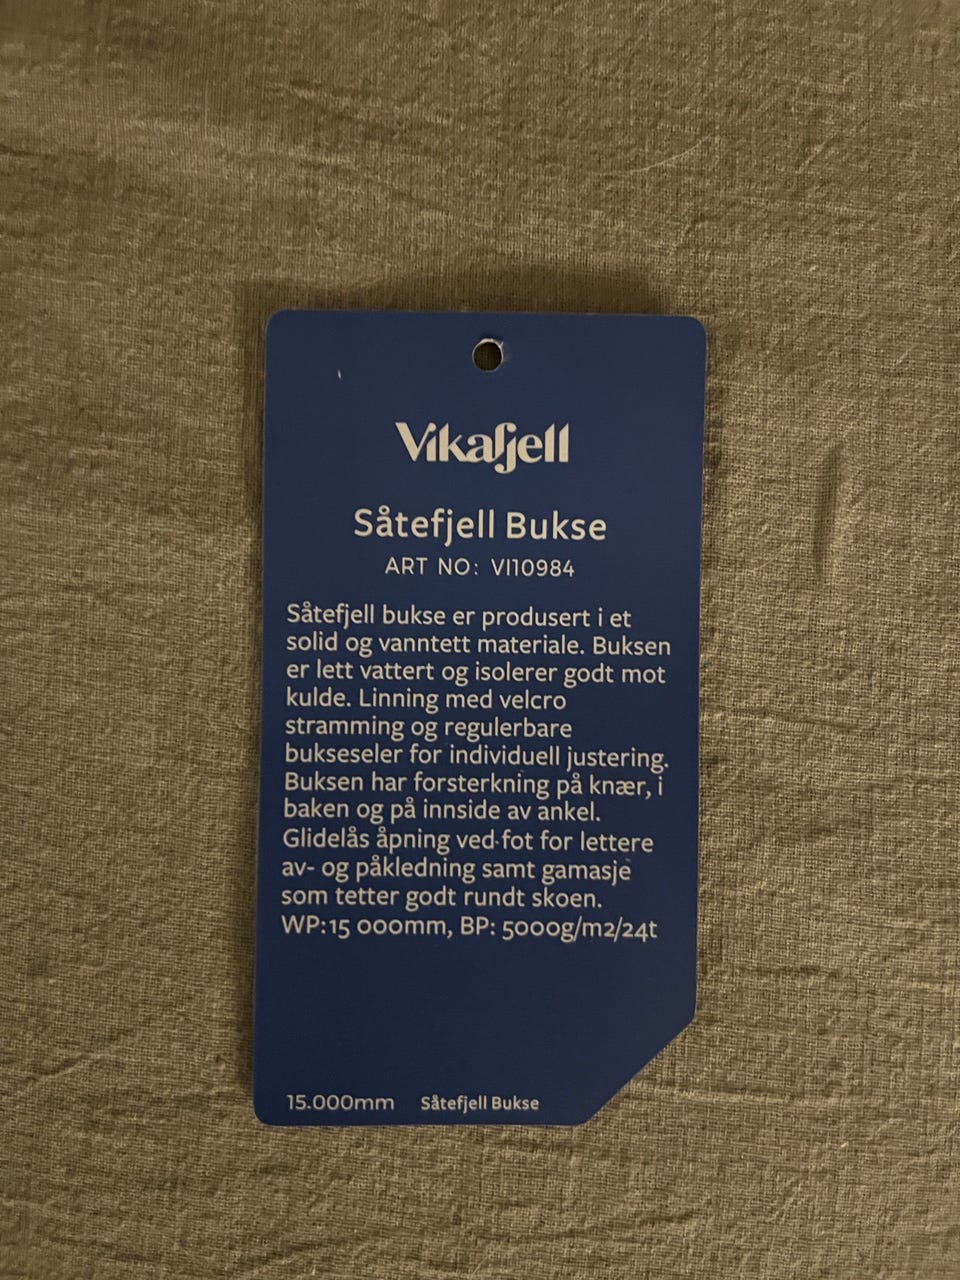 Vikafjell
Såtefjell Bukse
ART NO: VI10984
Såtefjell bukse er produsert i et
solid og vanntett materiale. Buksen
er lett vattert og isolerer godt mot
kulde. Linning med velcro
stramming og regulerbare
bukseseler for individuell justering.
Buksen har forsterkning på knær, i
baken og på innside av ankel.
Glidelås åpning ved fot for lettere
av- og påkledning samt gamasje
som tetter godt rundt skoen.
WP:15 000mm, BP: 5000g/m2/24t
15.000mm Såtefjell Bukse